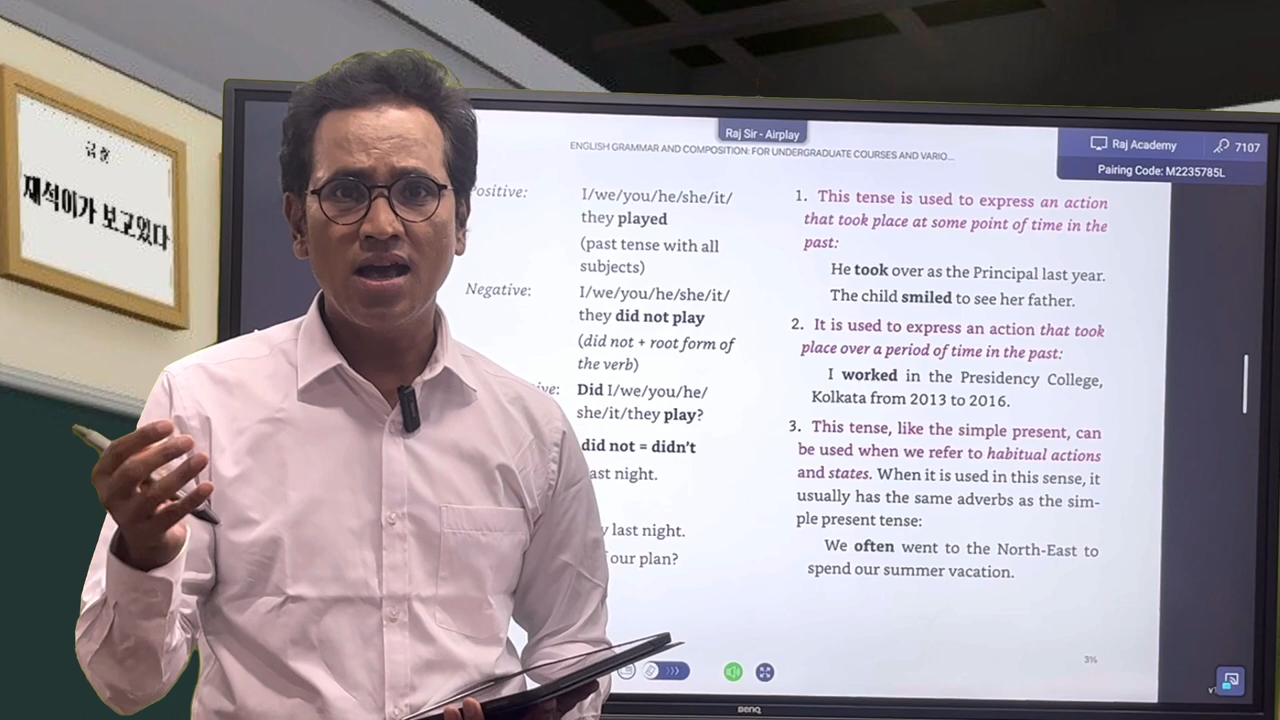 급훈
재석이가 보고있다
Raj Sir - Airplay
Raj Academy
7107
Pairing Code: M2235785L
ENGLISH GRAMMAR AND COMPOSITION: FOR UNDERGRADUATE COURSES AND VARIO...
ositive:
I/we/you/he/she/it/
they played
(past tense with all
subjects)
Negative:
I/we/you/he/she/it/
they did not play
(did not + root form of
the verb)
ive:
Did I/we/you/he/
she/it/they play?
did not = didn't
ast night.
y last night.
our plan?
1. This tense is used to express an action
that took place at some point of time in the
past:
He took over as the Principal last year.
The child smiled to see her father.
2. It is used to express an action that took
place over a period of time in the past:
I worked in the Presidency College,
Kolkata from 2013 to 2016.
3. This tense, like the simple present, can
be used when we refer to habitual actions
and states. When it is used in this sense, it
usually has the same adverbs as the sim-
ple present tense:
We often went to the North-East to
spend our summer vacation.
3%
BenQ